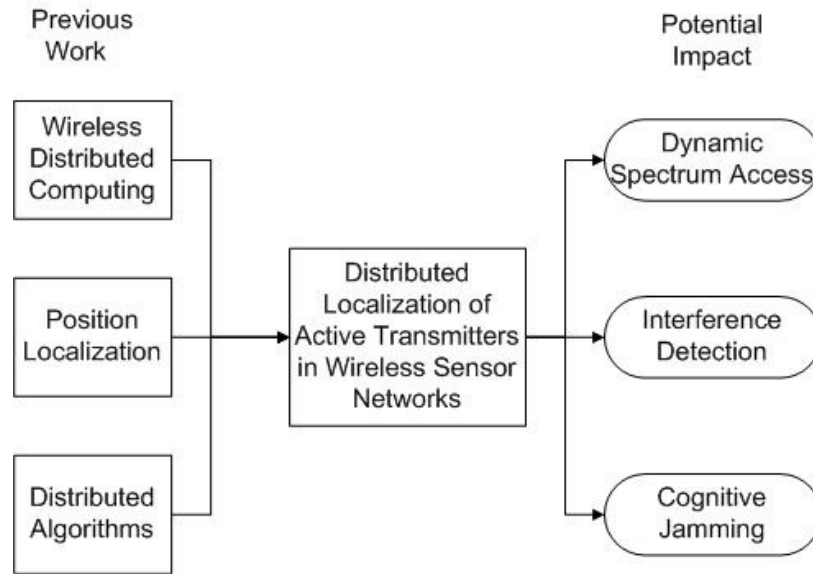 Previous
Work
Potential
Impact
Wireless
Distributed
Computing
Position
Localization
Distributed
Algorithms
Distributed
Localization of
Active Transmitters
in Wireless Sensor
Networks
Dynamic
Spectrum Access
Interference
Detection
Cognitive
Jamming